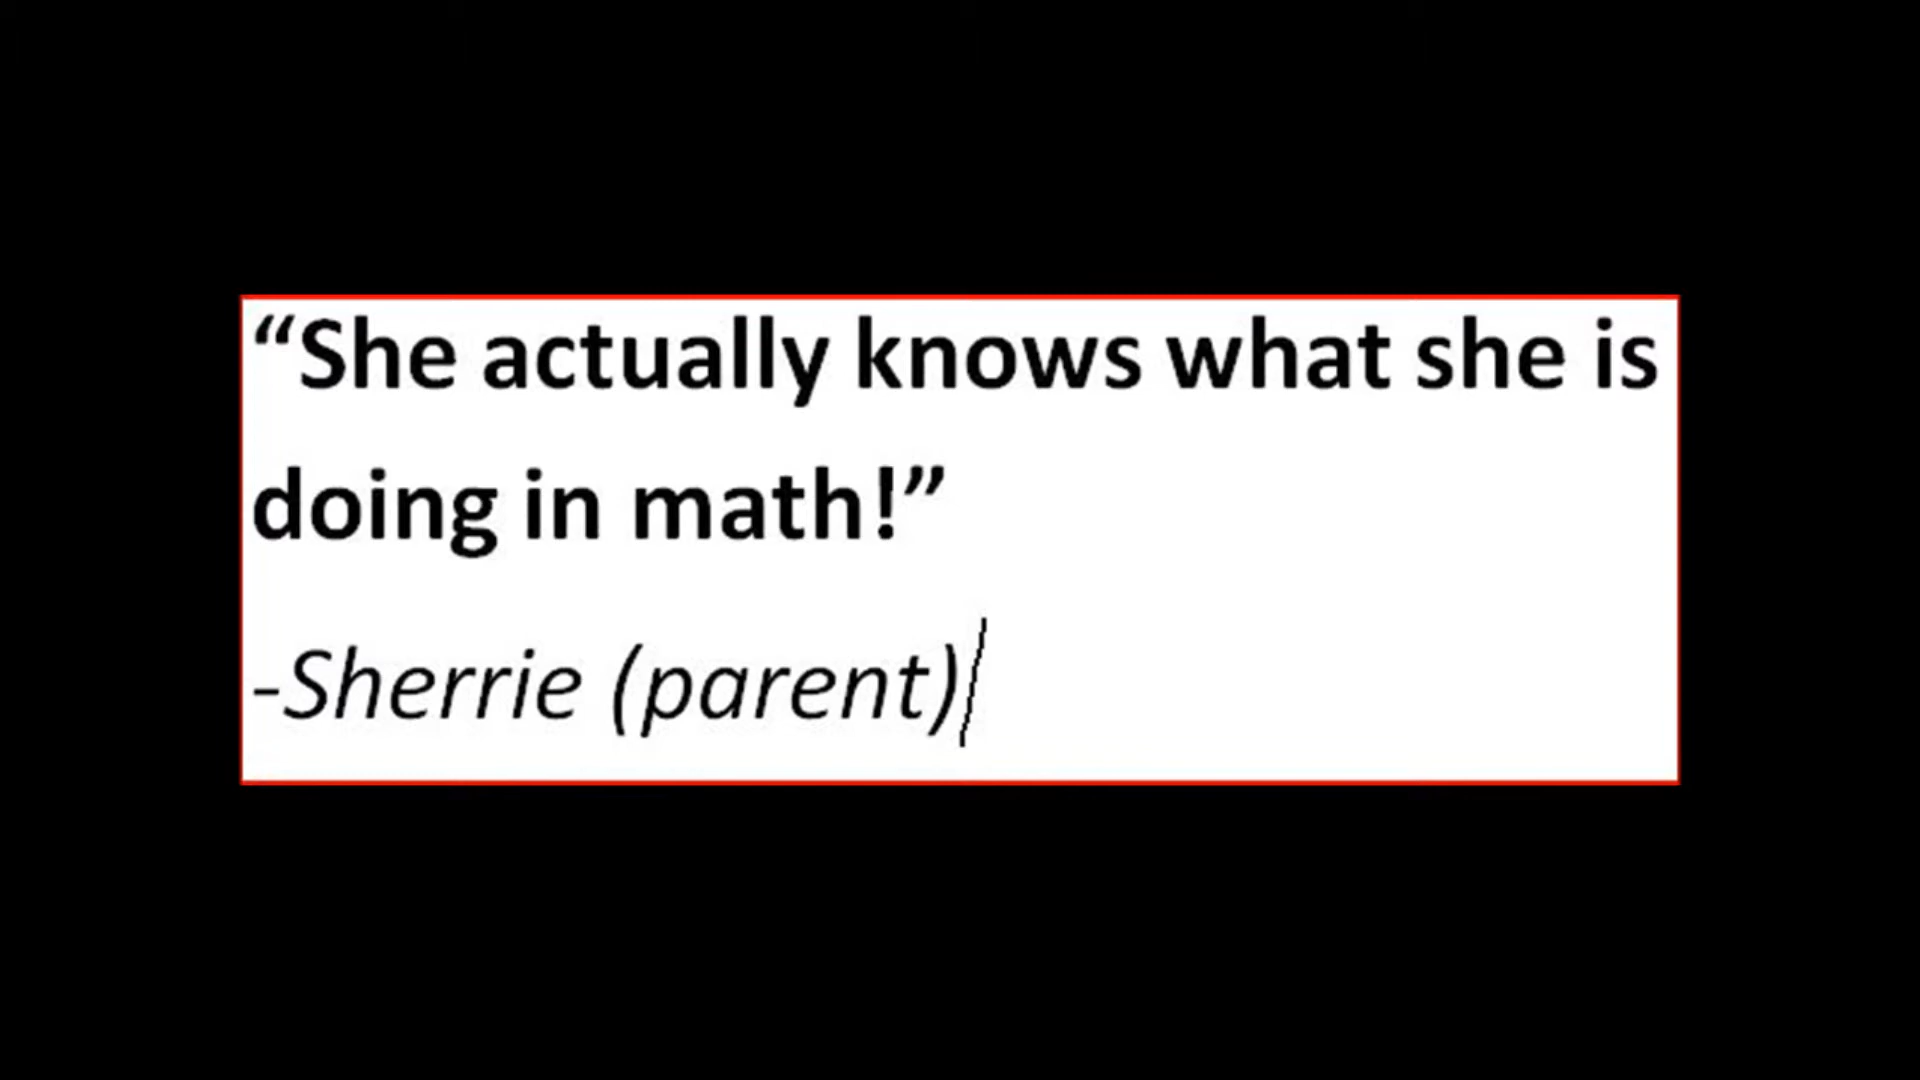 “She actually knows what she is
doing in math!”
-Sherrie (parent)